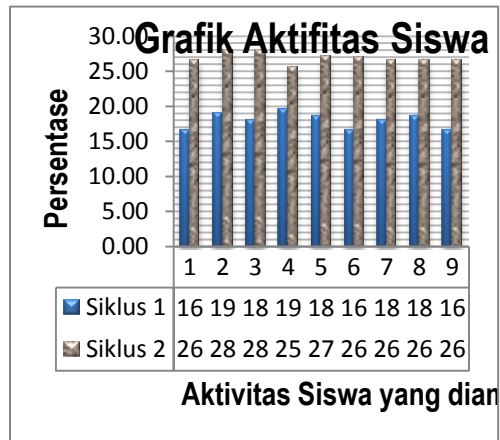 Grafik Aktifitas Siswa
Persentase
30.00
25.00
20.00
15.00
10.00
5.00
0.00
1 2 3 4 5 6 7 8 9
Siklus 1 16 19 18 19 18 16 18 18 16
Siklus 2 26 28 28 25 27 26 26 26 26
Aktivitas Siswa yang